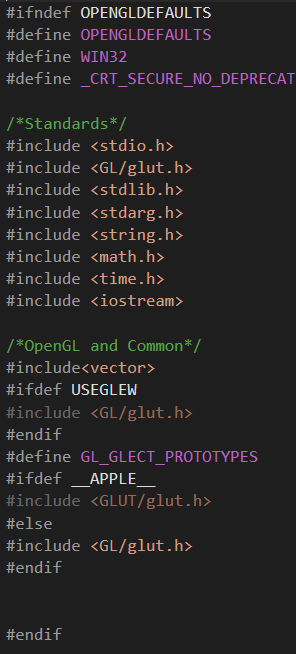 #ifndef OPENGLDEFAULTS
#define OPENGLDEFAULTS
#define WIN32
#define _CRT_SECURE_NO_DEPRECAT
/*Standards*/
#include <stdio.h>
#include <GL/glut.h>
#include <stdlib.h>
#include <stdarg.h>
#include <string.h>
#include <math.h>
#include <time.h>
#include <iostream>
/*OpenGL and Common*/
#include<vector>
#ifdef USEGLEW
#include <GL/glut.h>
#endif
#define GL_GLECT_PROTOTYPES
#ifdef __APPLE__
#include <GLUT/glut.h>
#else
#include <GL/glut.h>
#endif
#endif